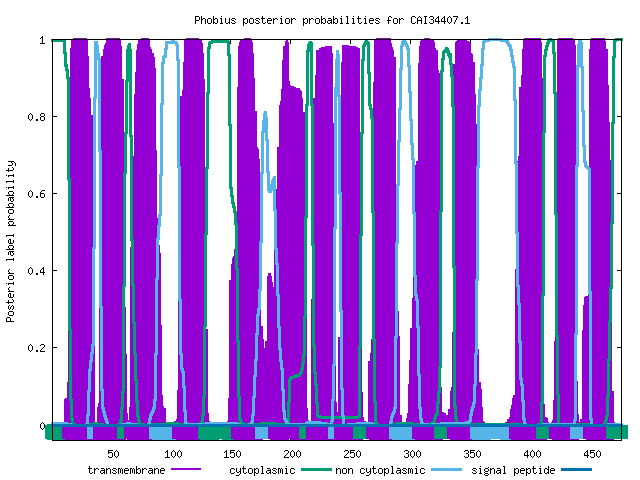 Phobius posterior probabilities for CAI34407.1
1
0.8
0.6
0.4
0.2
0
Posterior label probability
50 100 150 200 250 300 350 400 450
transmembrane cytoplasmic non cytoplasmic signal peptide